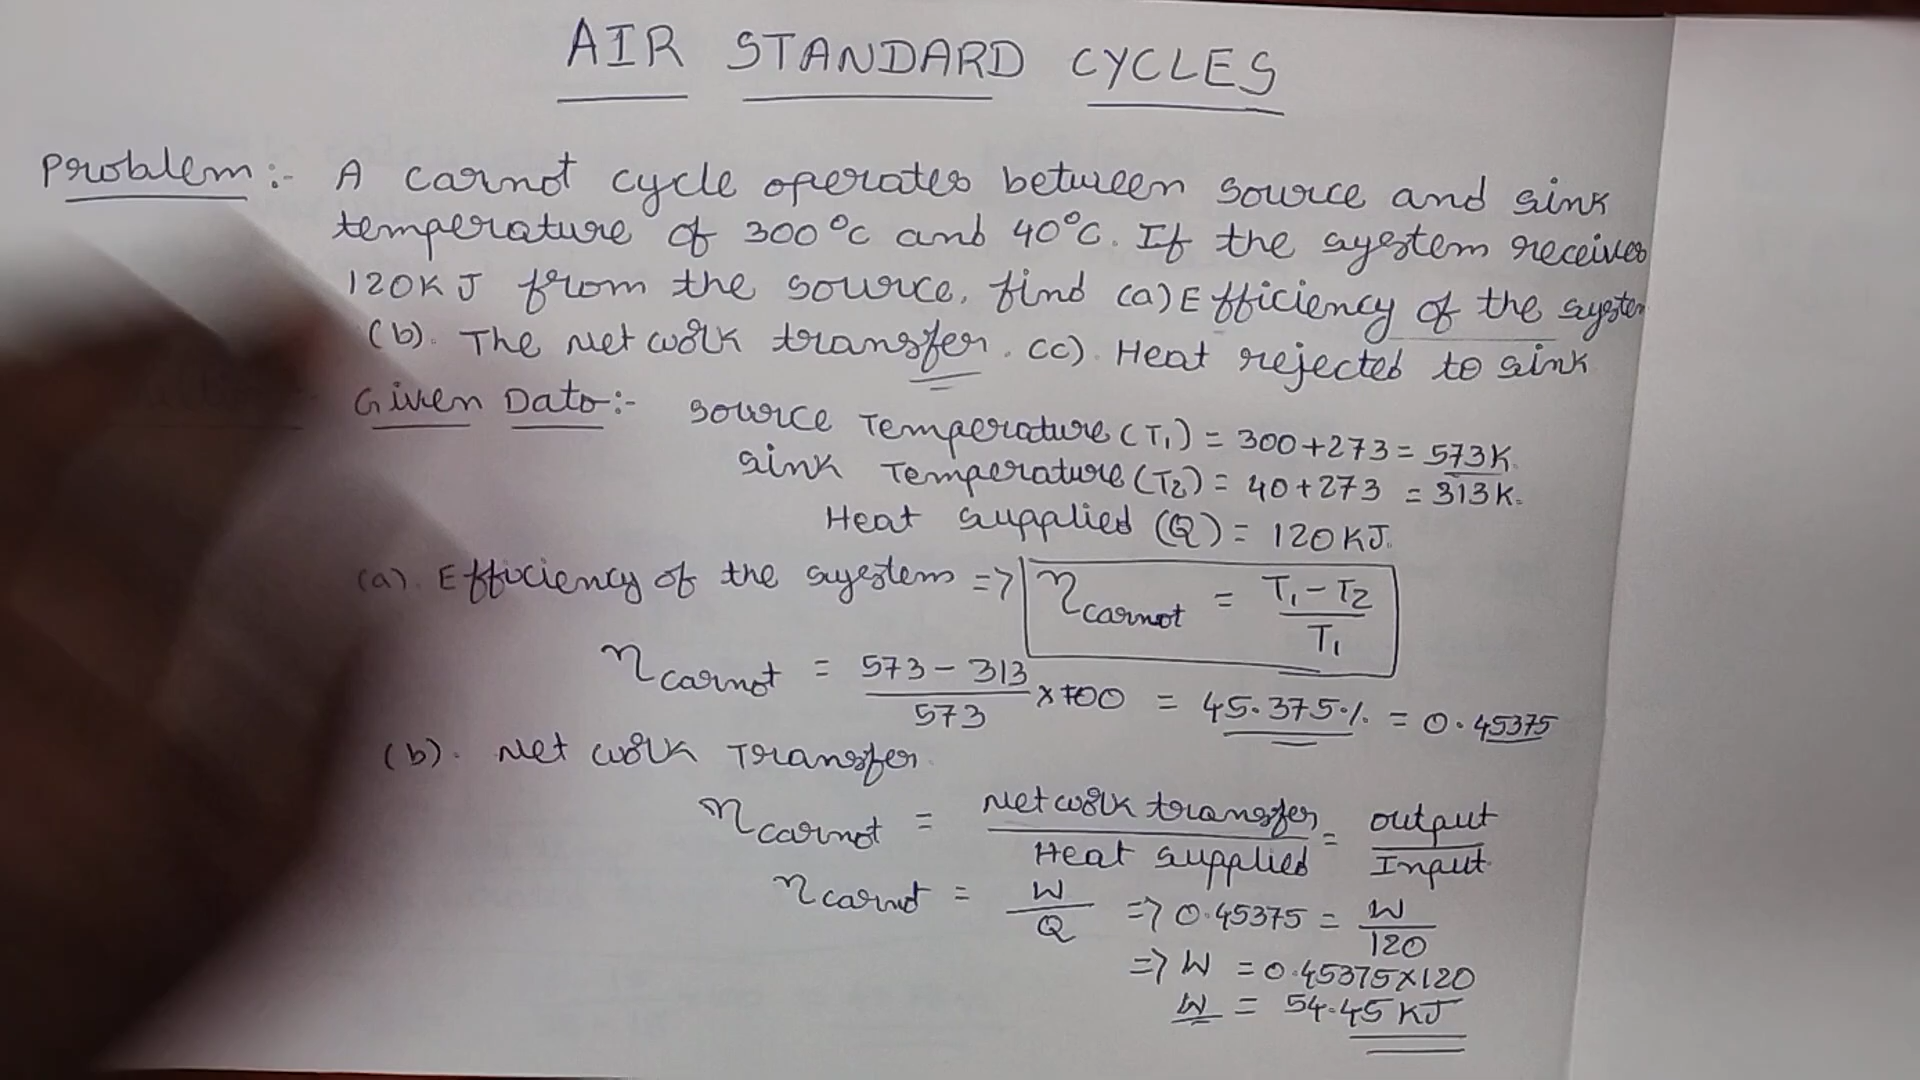 AIR STANDARD CYCLES
Problem:- A carnot cycle operates between source and sink
temperature of 300°c and 40°c. If the system receives
120KJ from the source, find (a) Efficiency of the system
(b). The net work transfer. (c). Heat rejected to sink
Given Data:- source Temperature (T1) = 300+273 = 573K.
sink Temperature (T2) = 40+273 = 313K.
Heat supplied (Q) = 120KJ.
(a). Efficiency of the system => η carnot = T1-T2 / T1
η carnot = 573-313 / 573 x 100 = 45.375% = 0.45375
(b). Net work Transfer.
η carnot = Net work transfer / Heat supplied = output / Input
η carnot = W / Q => 0.45375 = W / 120
=> W = 0.45375x120
W = 54.45 KJ